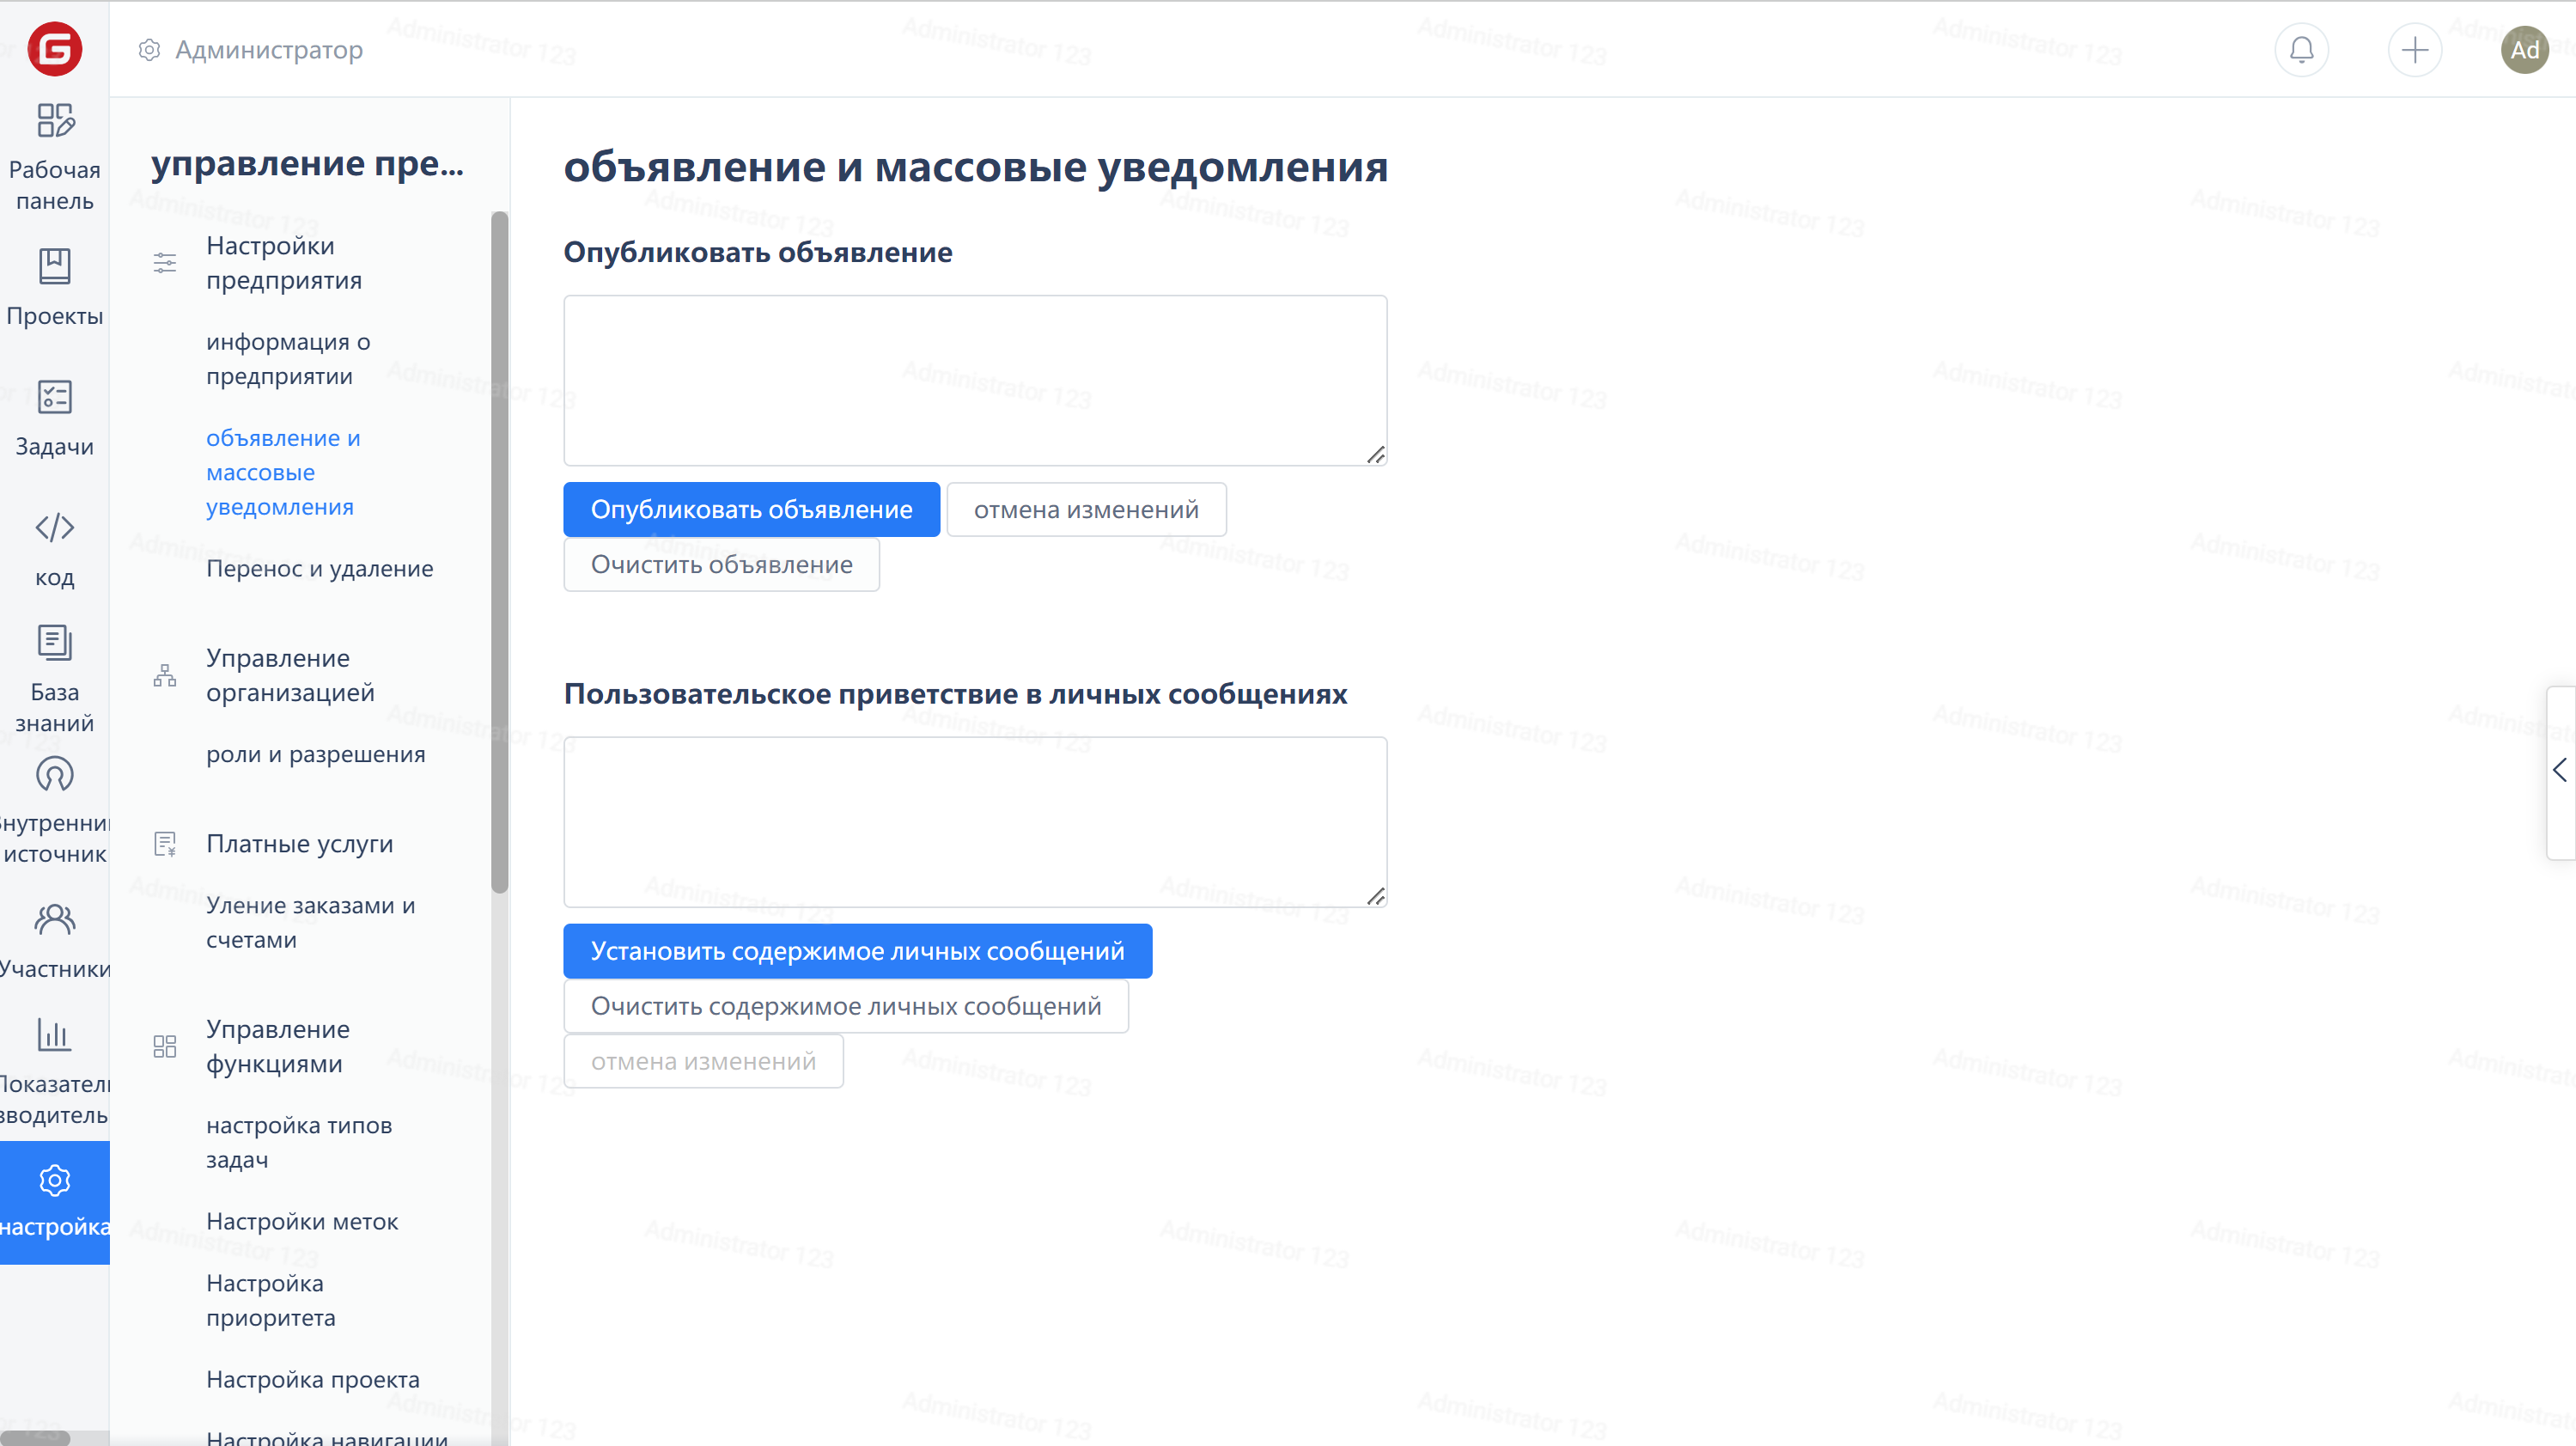 Администратор
Ad
Рабочая
панель
Проекты
Задачи
код
База
знаний
Внутренни
источник
Участники
Показател
зводитель
настройка
управление пре...
Настройки
предприятия
информация о
предприятии
объявление и
массовые
уведомления
Перенос и удаление
Управление
организацией
роли и разрешения
Платные услуги
Уление заказами и
счетами
Управление
функциями
настройка типов
задач
Настройки меток
Настройка
приоритета
Настройка проекта
Настройка навигации
объявление и массовые уведомления
Опубликовать объявление
Опубликовать объявление
отмена изменений
Очистить объявление
Пользовательское приветствие в личных сообщениях
Установить содержимое личных сообщений
Очистить содержимое личных сообщений
отмена изменений
Administrator 123